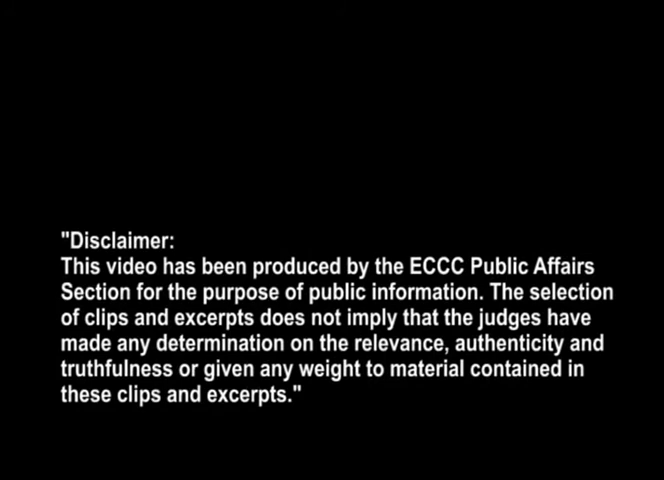 "Disclaimer:
This video has been produced by the ECCC Public Affairs
Section for the purpose of public information. The selection
of clips and excerpts does not imply that the judges have
made any determination on the relevance, authenticity and
truthfulness or given any weight to material contained in
these clips and excerpts."